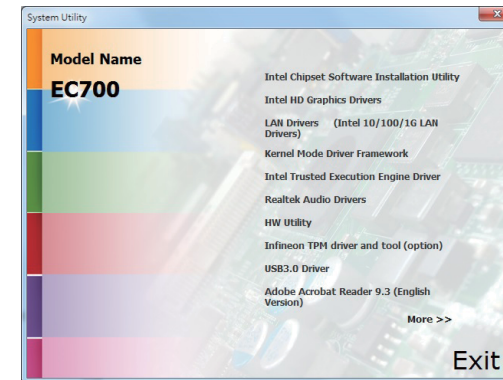 System Utility
Model Name
EC700
Intel Chipset Software Installation Utility
Intel HD Graphics Drivers
LAN Drivers (Intel 10/100/1G LAN
Drivers)
Kernel Mode Driver Framework
Intel Trusted Execution Engine Driver
Realtek Audio Drivers
HW Utility
Infineon TPM driver and tool (option)
USB3.0 Driver
Adobe Acrobat Reader 9.3 (English
Version)
More >>
Exit